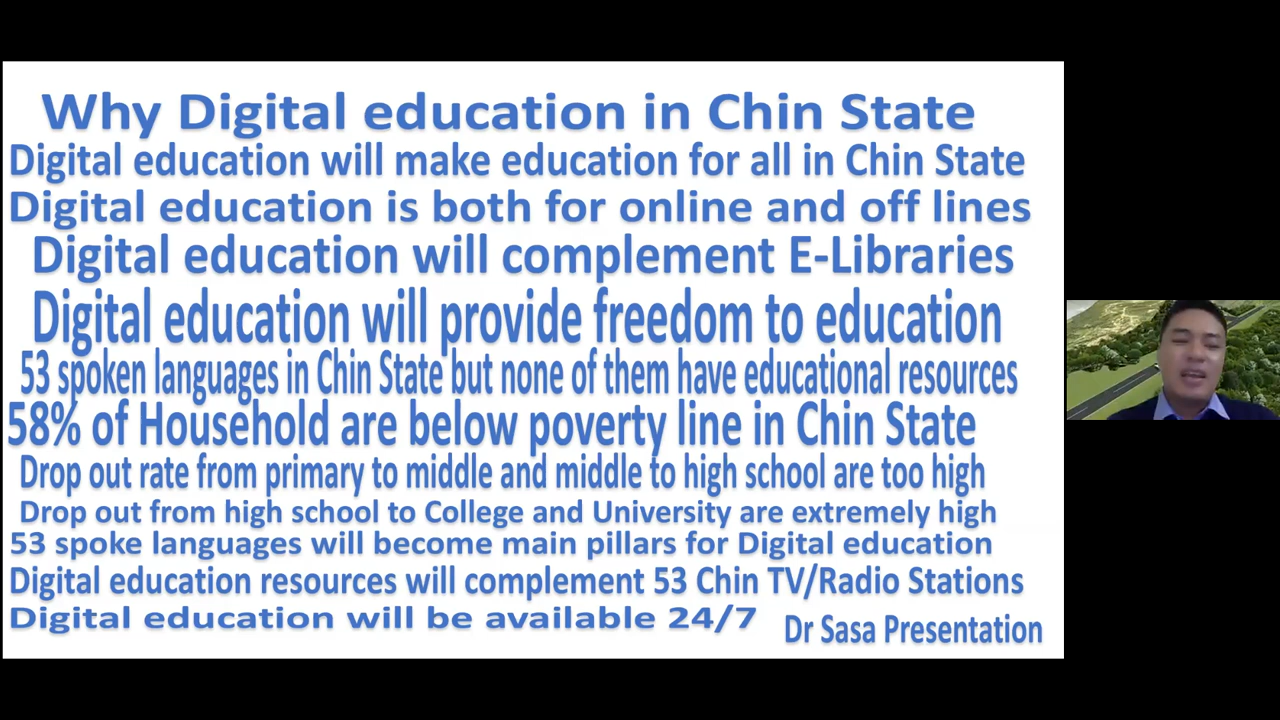 Why Digital education in Chin State
Digital education will make education for all in Chin State
Digital education is both for online and off lines
Digital education will complement E-Libraries
Digital education will provide freedom to education
53 spoken languages in Chin State but none of them have educational resources
58% of Household are below poverty line in Chin State
Drop out rate from primary to middle and middle to high school are too high
Drop out from high school to College and University are extremely high
53 spoke languages will become main pillars for Digital education
Digital education resources will complement 53 Chin TV/Radio Stations
Digital education will be available 24/7
Dr Sasa Presentation